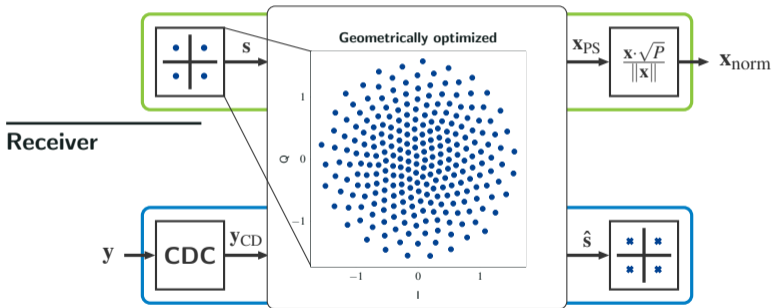 Geometrically optimized
s
x_PS
x·√P / ‖x‖
x_norm
1
Q
0
−1
−1 0 1
I
Receiver
y
CDC
y_CD
ŝ